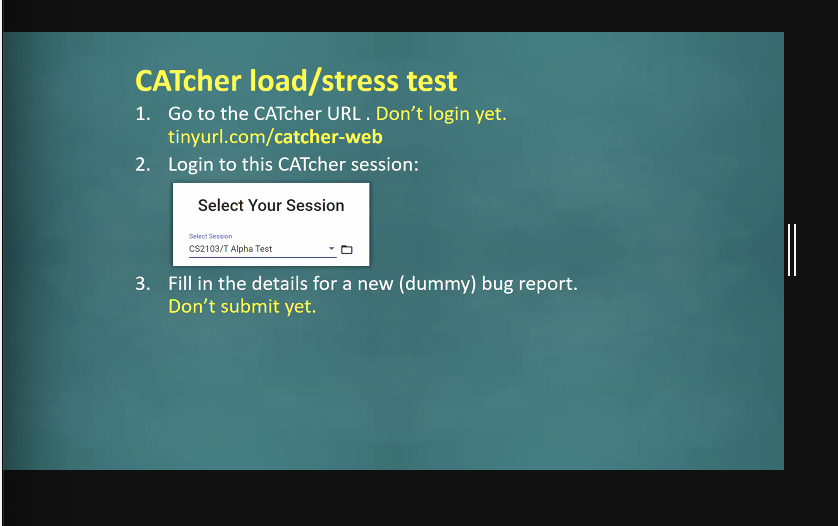 CATcher load/stress test
1. Go to the CATcher URL . Don't login yet.
tinyurl.com/catcher-web
2. Login to this CATcher session:
Select Your Session
Select Session
CS2103/T Alpha Test
3. Fill in the details for a new (dummy) bug report.
Don't submit yet.